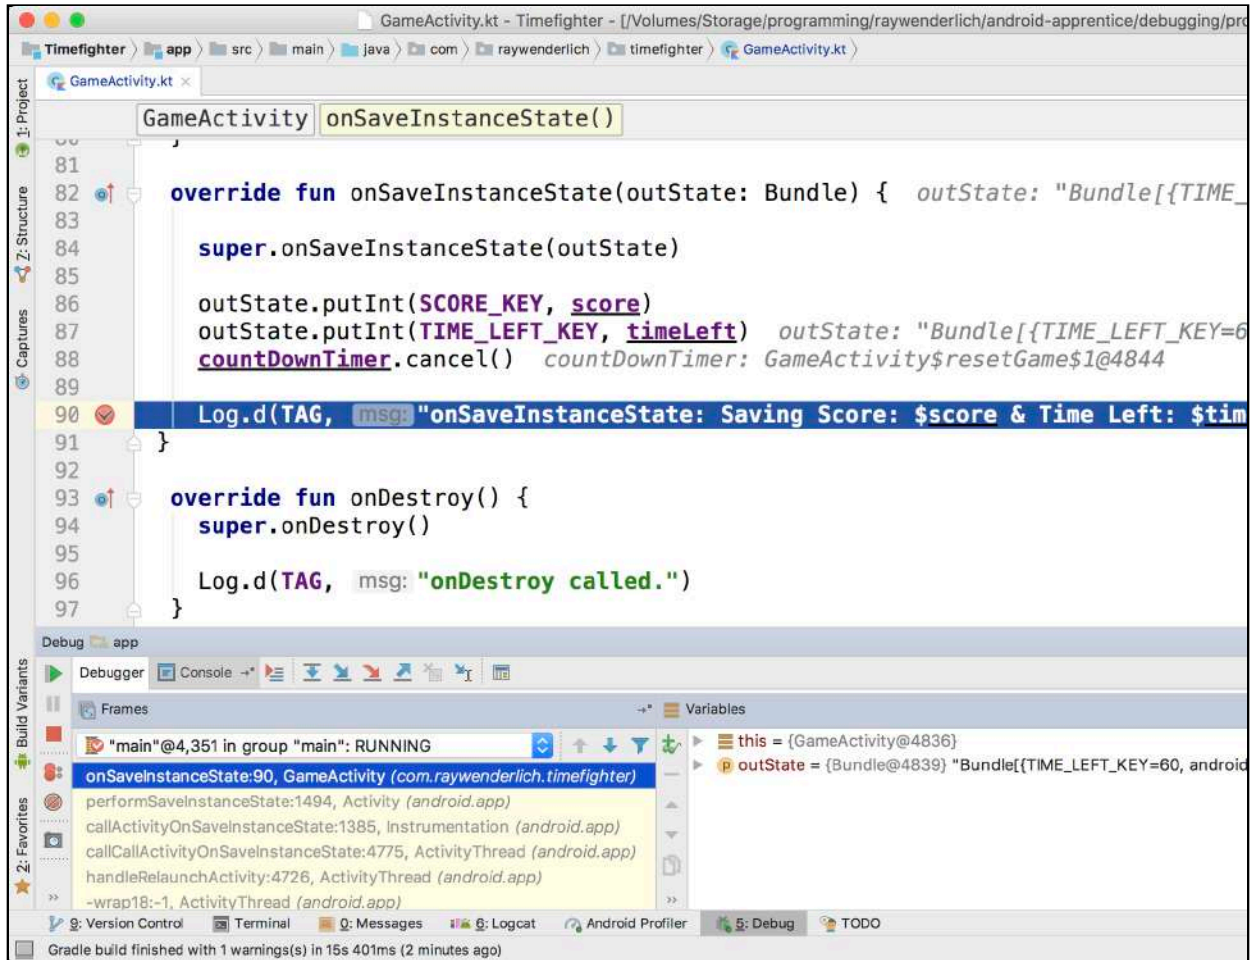 GameActivity.kt - Timefighter - [/Volumes/Storage/programming/raywenderlich/android-apprentice/debugging/pro
Timefighter app src main java com raywenderlich timefighter GameActivity.kt
GameActivity.kt
GameActivity onSaveInstanceState()
81
82 override fun onSaveInstanceState(outState: Bundle) { outState: "Bundle[{TIME_
83
84 super.onSaveInstanceState(outState)
85
86 outState.putInt(SCORE_KEY, score)
87 outState.putInt(TIME_LEFT_KEY, timeLeft) outState: "Bundle[{TIME_LEFT_KEY=6
88 countDownTimer.cancel() countDownTimer: GameActivity$resetGame$1@4844
89
90 Log.d(TAG, msg: "onSaveInstanceState: Saving Score: $score & Time Left: $tim
91 }
92
93 override fun onDestroy() {
94 super.onDestroy()
95
96 Log.d(TAG, msg: "onDestroy called.")
97 }
1: Project
Z: Structure
Captures
Build Variants
2: Favorites
Debug app
Debugger Console
Frames
Variables
"main"@4,351 in group "main": RUNNING
onSaveInstanceState:90, GameActivity (com.raywenderlich.timefighter)
performSaveInstanceState:1494, Activity (android.app)
callActivityOnSaveInstanceState:1385, Instrumentation (android.app)
callCallActivityOnSaveInstanceState:4775, ActivityThread (android.app)
handleRelaunchActivity:4726, ActivityThread (android.app)
-wrap18:-1, ActivityThread (android.app)
this = {GameActivity@4836}
outState = {Bundle@4839} "Bundle[{TIME_LEFT_KEY=60, android
9: Version Control Terminal 0: Messages 6: Logcat Android Profiler 5: Debug TODO
Gradle build finished with 1 warnings(s) in 15s 401ms (2 minutes ago)